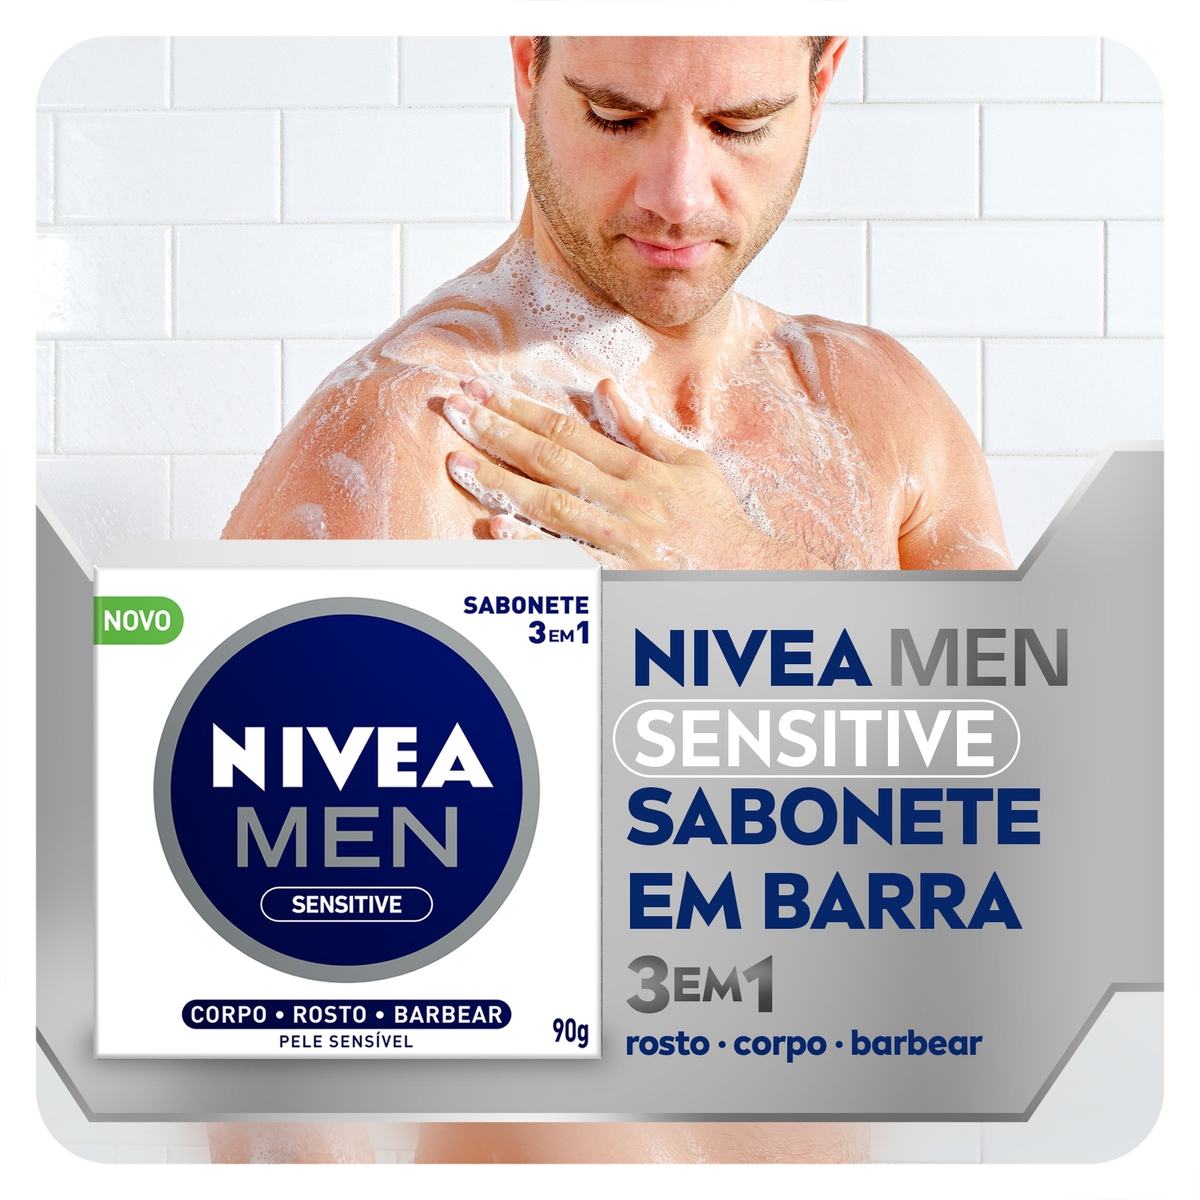 NOVO
SABONETE
3EM1
NIVEA
MEN
SENSITIVE
CORPO • ROSTO • BARBEAR
PELE SENSÍVEL
90g
NIVEA MEN
SENSITIVE
SABONETE
EM BARRA
3EM1
rosto · corpo · barbear